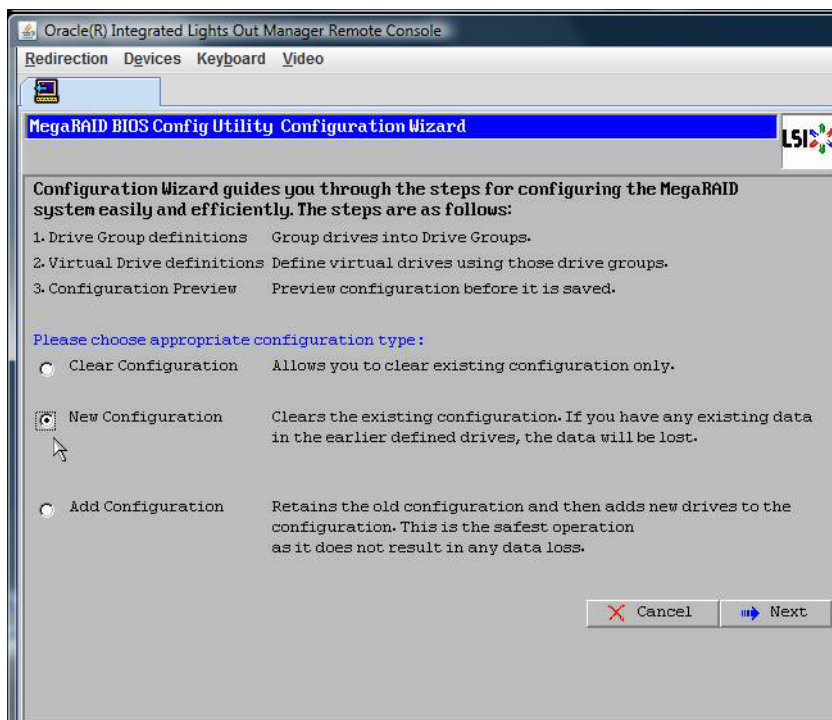 Oracle(R) Integrated Lights Out Manager Remote Console
Redirection Devices Keyboard Video
MegaRAID BIOS Config Utility Configuration Wizard
LSI
Configuration Wizard guides you through the steps for configuring the MegaRAID
system easily and efficiently. The steps are as follows:
1. Drive Group definitions Group drives into Drive Groups.
2. Virtual Drive definitions Define virtual drives using those drive groups.
3. Configuration Preview Preview configuration before it is saved.
Please choose appropriate configuration type:
Clear Configuration Allows you to clear existing configuration only.
New Configuration Clears the existing configuration. If you have any existing data
in the earlier defined drives, the data will be lost.
Add Configuration Retains the old configuration and then adds new drives to the
configuration. This is the safest operation
as it does not result in any data loss.
Cancel Next